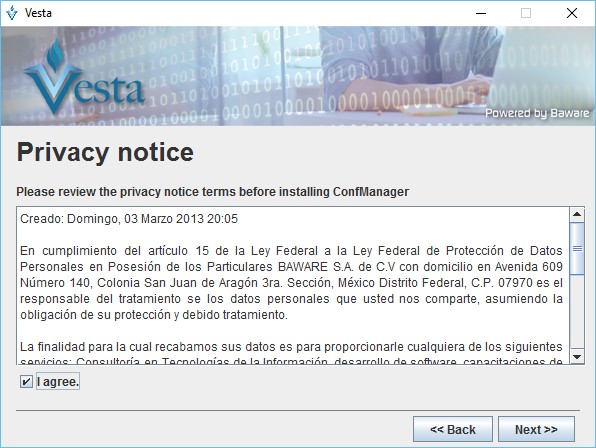 Vesta
Vesta
Powered by Baware
Privacy notice
Please review the privacy notice terms before installing ConfManager
Creado: Domingo, 03 Marzo 2013 20:05
En cumplimiento del artículo 15 de la Ley Federal a la Ley Federal de Protección de Datos
Personales en Posesión de los Particulares BAWARE S.A. de C.V con domicilio en Avenida 609
Número 140, Colonia San Juan de Aragón 3ra. Sección, México Distrito Federal, C.P. 07970 es el
responsable del tratamiento se los datos personales que usted nos comparte, asumiendo la
obligación de su protección y debido tratamiento.
La finalidad para la cual recabamos sus datos es para proporcionarle cualquiera de los siguientes
servicios: Consultoría en Tecnologías de la Información, desarrollo de software, capacitaciones de
I agree.
<< Back
Next >>